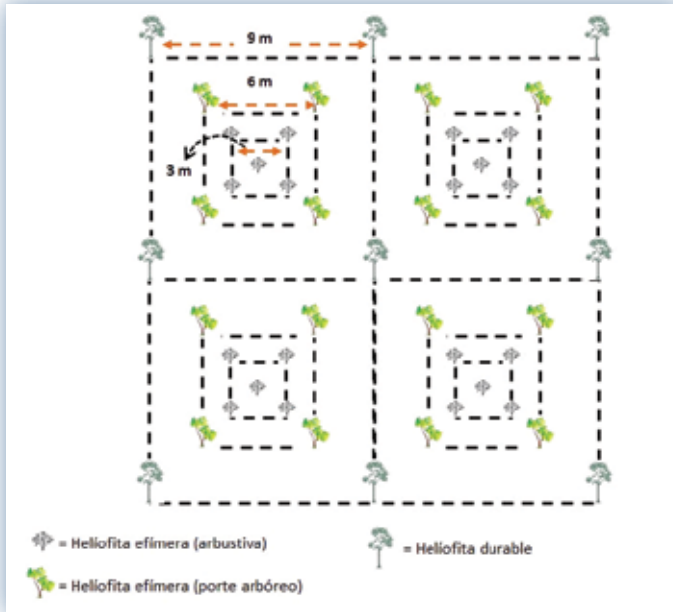 9 m
6 m
3 m
= Heliofita efímera (arbustiva)
= Heliofita durable
= Heliofita efímera (porte arbóreo)